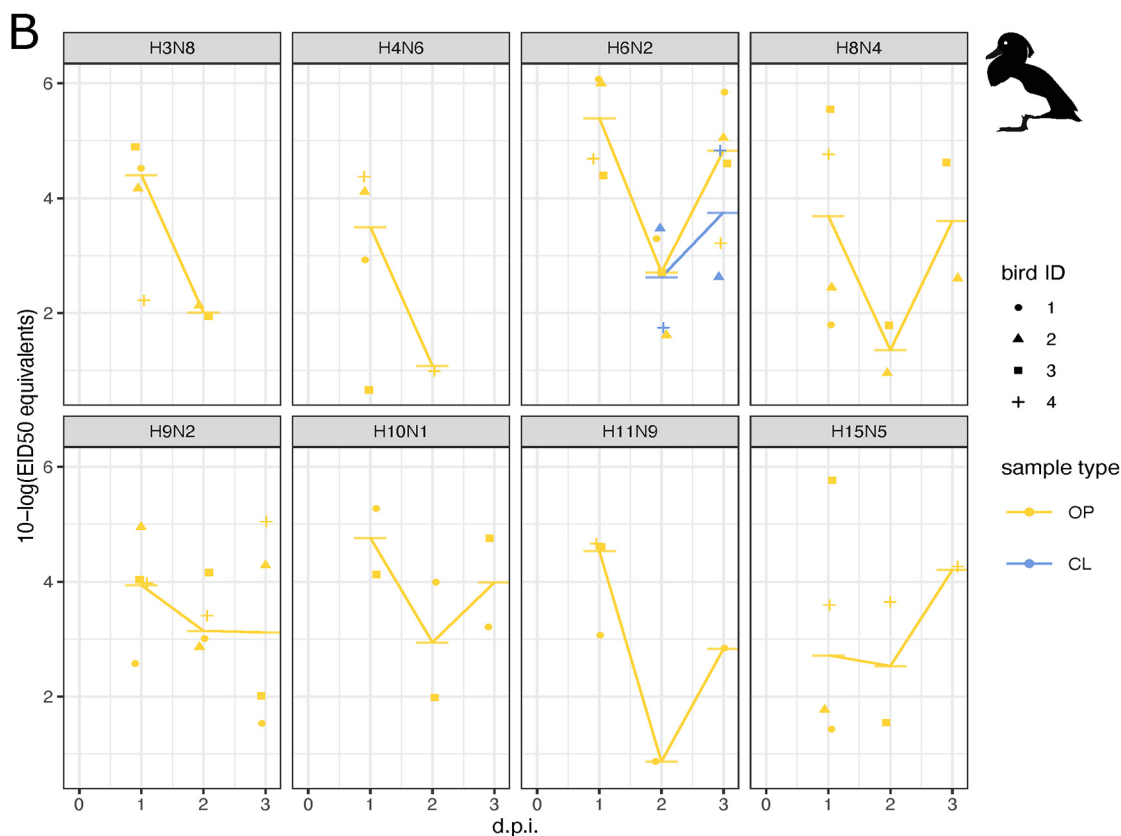 B
H3N8 H4N6 H6N2 H8N4
6
4
2
H9N2 H10N1 H11N9 H15N5
6
4
2
0 1 2 3 0 1 2 3 0 1 2 3 0 1 2 3
d.p.i.
10-log(EID50 equivalents)
bird ID
1
2
3
4
sample type
OP
CL